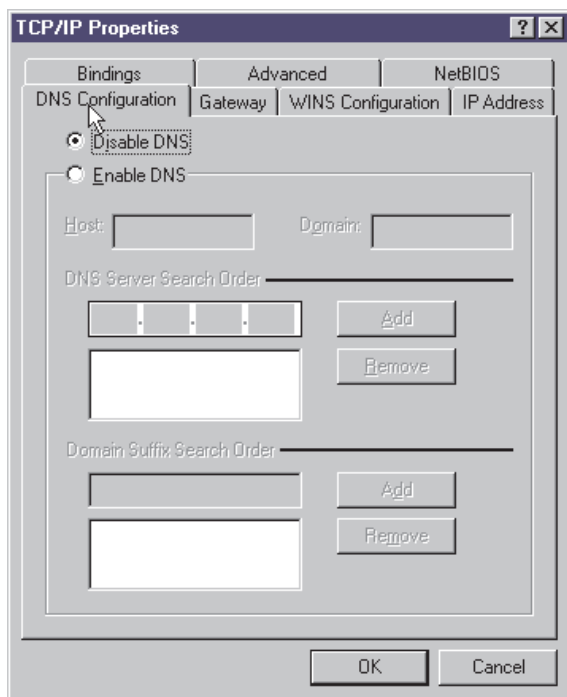 TCP/IP Properties
Bindings Advanced NetBIOS
DNS Configuration Gateway WINS Configuration IP Address
Disable DNS
Enable DNS
Host: Domain:
DNS Server Search Order
Add
Remove
Domain Suffix Search Order
Add
Remove
OK Cancel